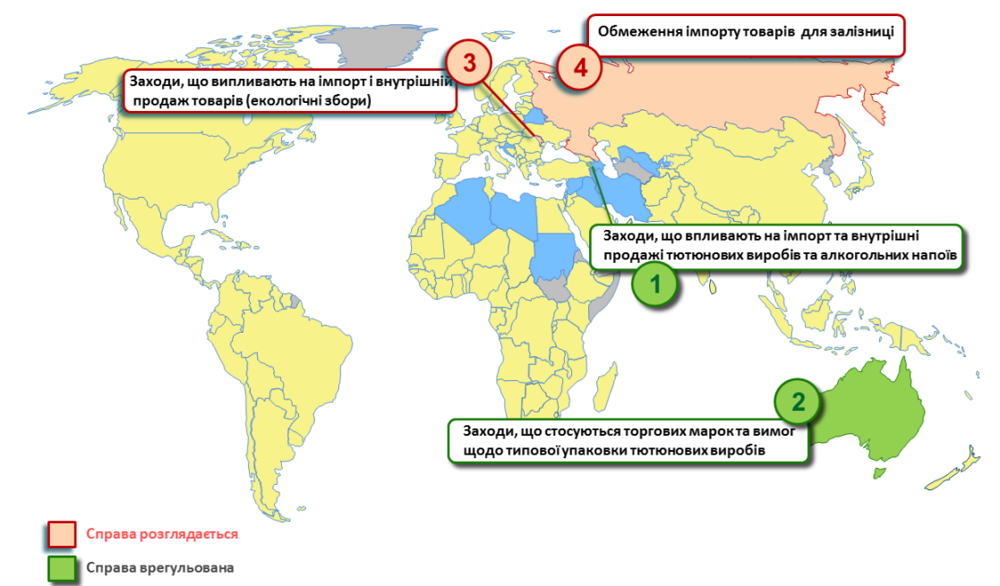 Обмеження імпорту товарів для залізниці
4
3
Заходи, що випливають на імпорт і внутрішній
продаж товарів (екологічні збори)
Заходи, що впливають на імпорт та внутрішні
продажі тютюнових виробів та алкогольних напоїв
1
2
Заходи, що стосуються торгових марок та вимог
щодо типової упаковки тютюнових виробів
Справа розглядається
Справа врегульована